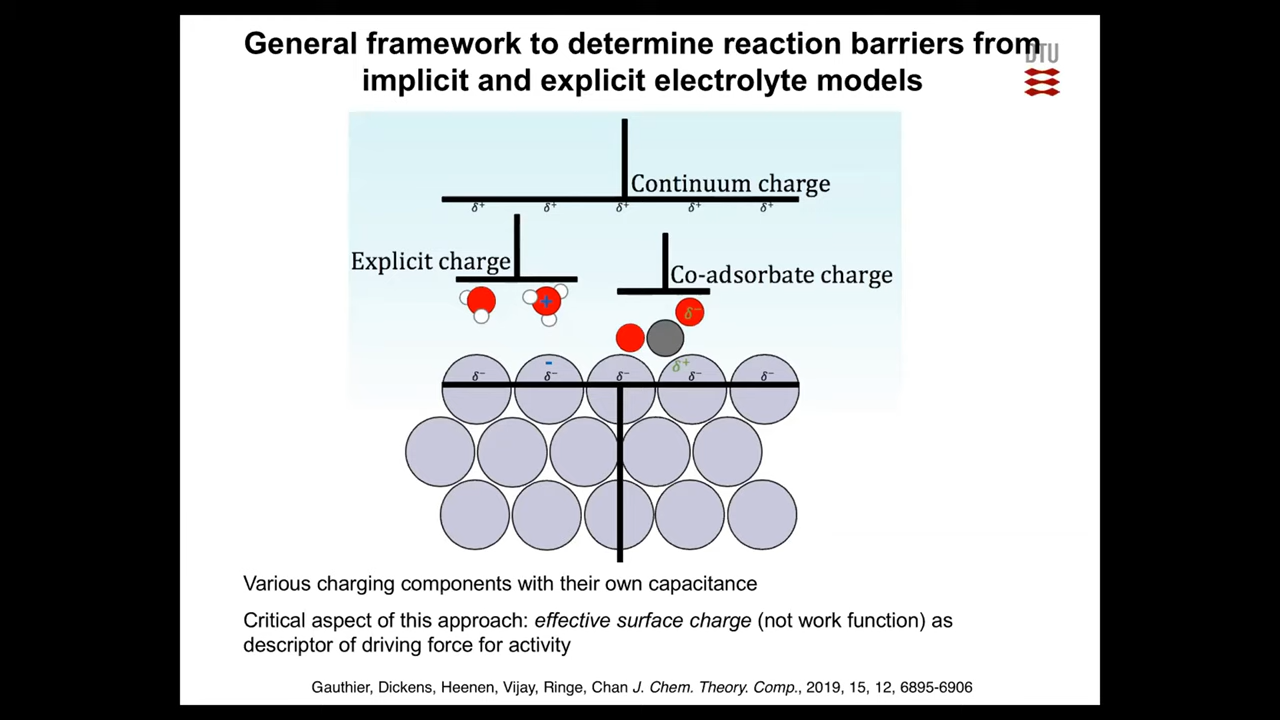 General framework to determine reaction barriers from
implicit and explicit electrolyte models
DTU
Continuum charge
δ+ δ+ δ+ δ+ δ+
Explicit charge
Co-adsorbate charge
+
δ-
-
δ+
δ- δ- δ- δ- δ-
Various charging components with their own capacitance
Critical aspect of this approach: effective surface charge (not work function) as
descriptor of driving force for activity
Gauthier, Dickens, Heenen, Vijay, Ringe, Chan J. Chem. Theory. Comp., 2019, 15, 12, 6895-6906